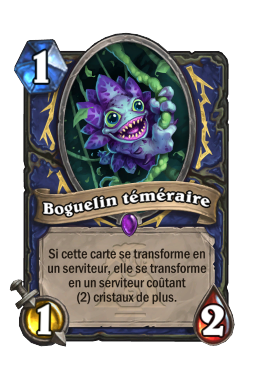 1
Boguelin téméraire
Si cette carte se transforme en
un serviteur, elle se transforme
en un serviteur coûtant
(2) cristaux de plus.
1
2